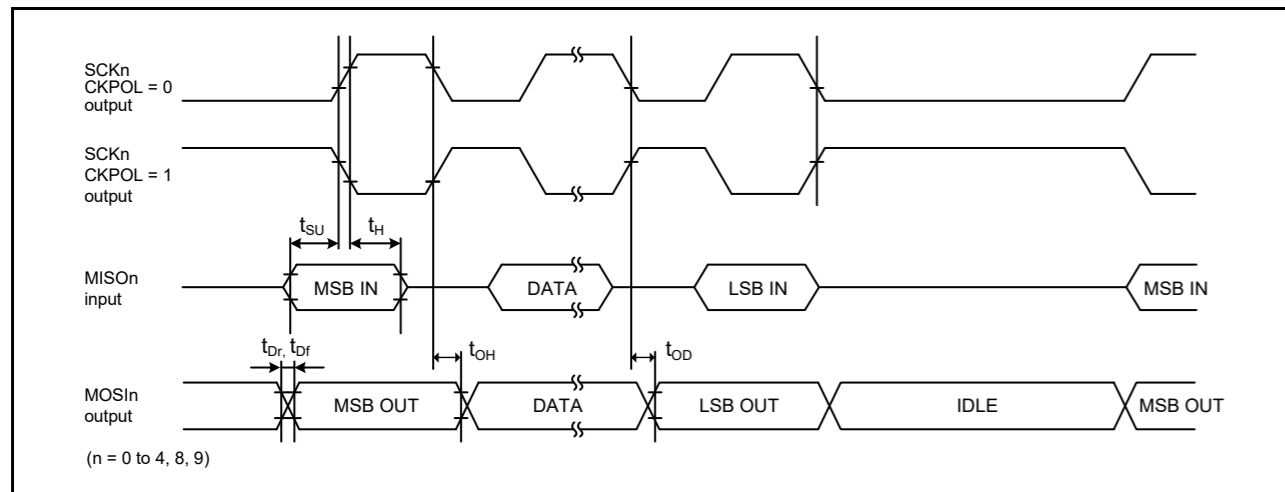 SCKn
CKPOL = 0
output
SCKn
CKPOL = 1
output
tSU
tH
MISOn
input
MSB IN
DATA
LSB IN
MSB IN
tDr, tDf
tOH
tOD
MOSIn
output
MSB OUT
DATA
LSB OUT
IDLE
MSB OUT
(n = 0 to 4, 8, 9)